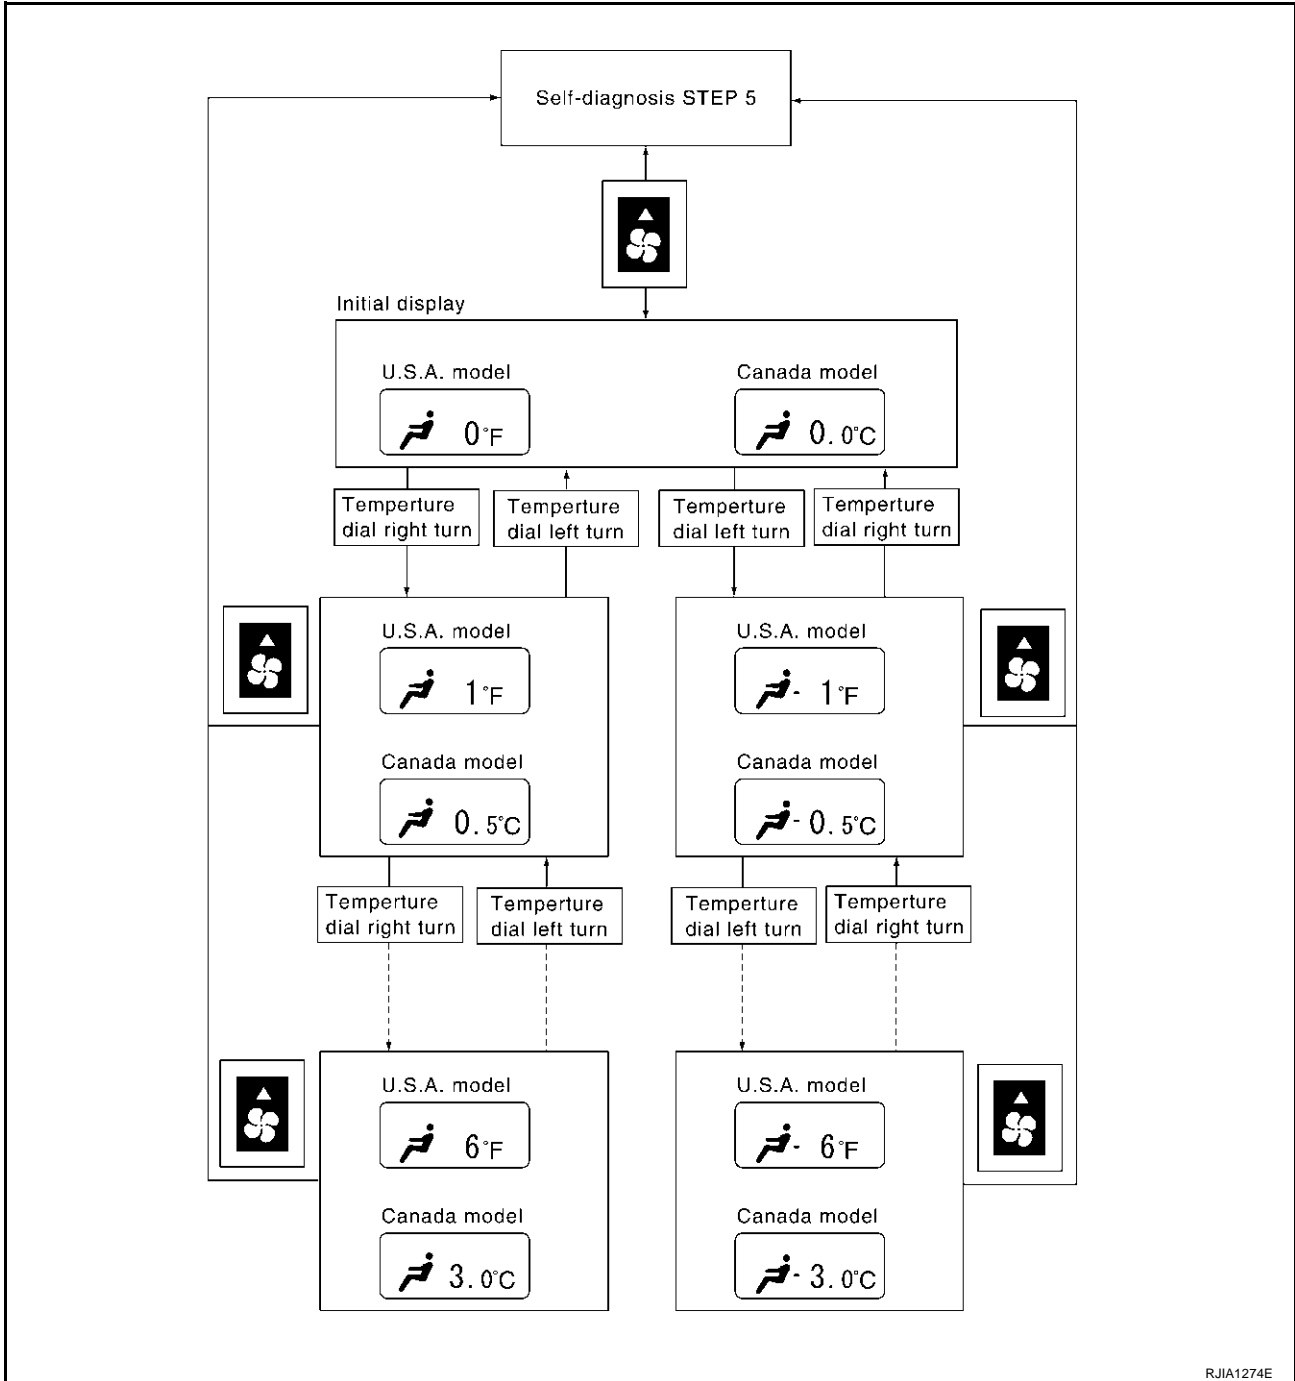 Self-diagnosis STEP 5
Initial display
U.S.A. model
Canada model
0°F
0.0°C
Temperture
dial right turn
Temperture
dial left turn
Temperture
dial left turn
Temperture
dial right turn
U.S.A. model
1°F
Canada model
0.5°C
U.S.A. model
- 1°F
Canada model
- 0.5°C
Temperture
dial right turn
Temperture
dial left turn
Temperture
dial left turn
Temperture
dial right turn
U.S.A. model
6°F
Canada model
3.0°C
U.S.A. model
- 6°F
Canada model
- 3.0°C
RJIA1274E